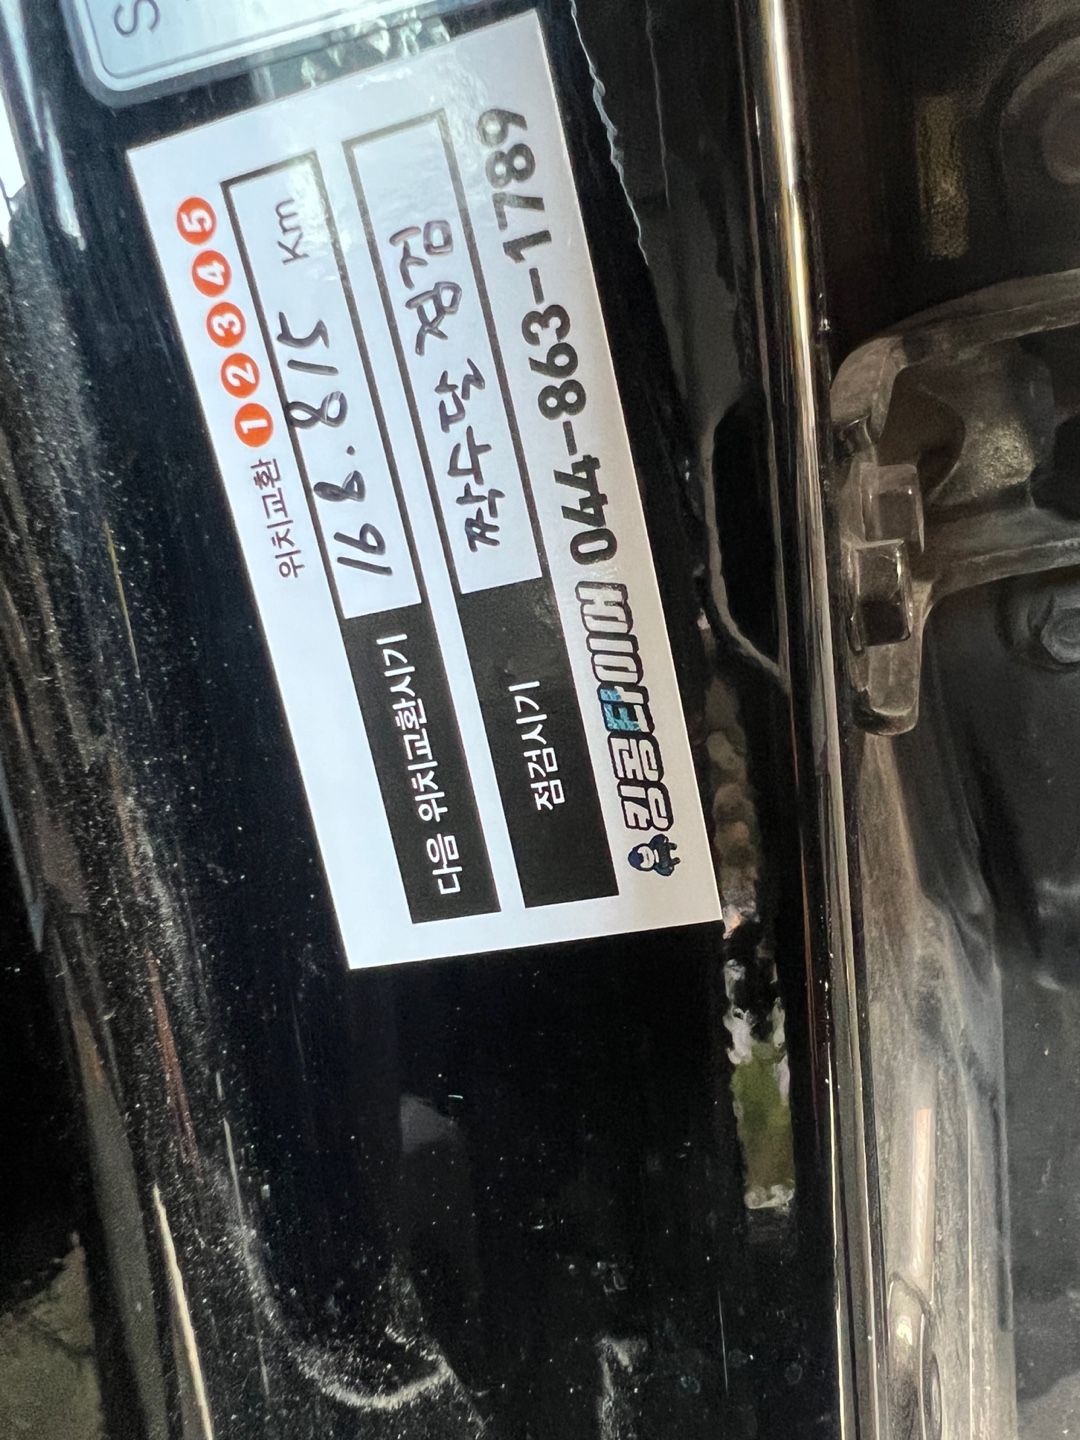 S
위치교환 1 2 3 4 5
다음 위치교환시기 168.815 Km
점검시기 짝수달 점검
킹콩타이어 044-863-1789